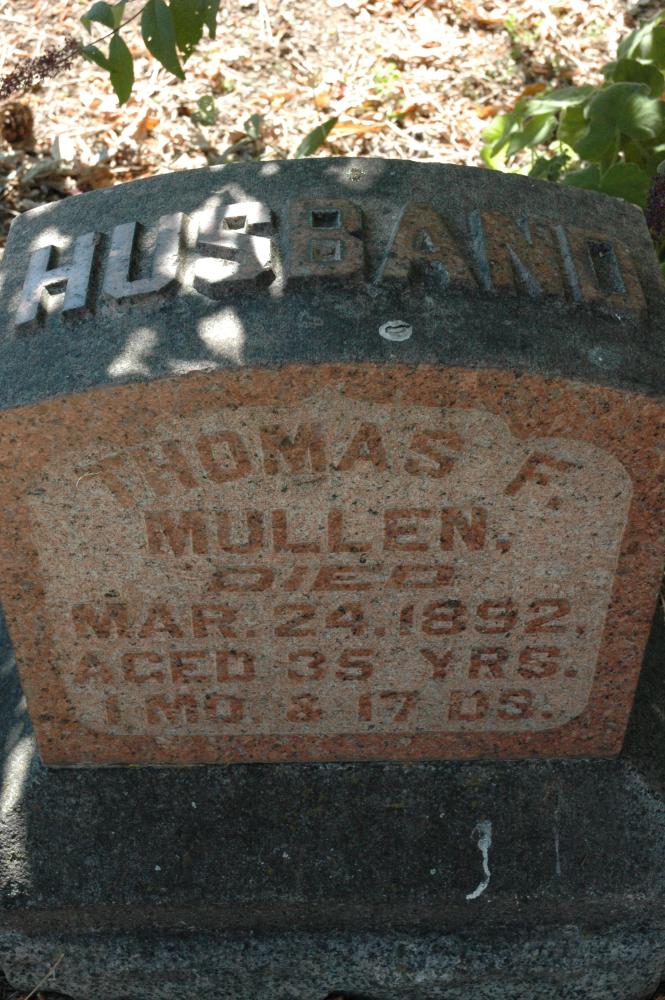 HUSBAND
THOMAS F.
MULLEN,
DIED
MAR. 24. 1892,
AGED 35 YRS.
1 MO. & 17 DS.